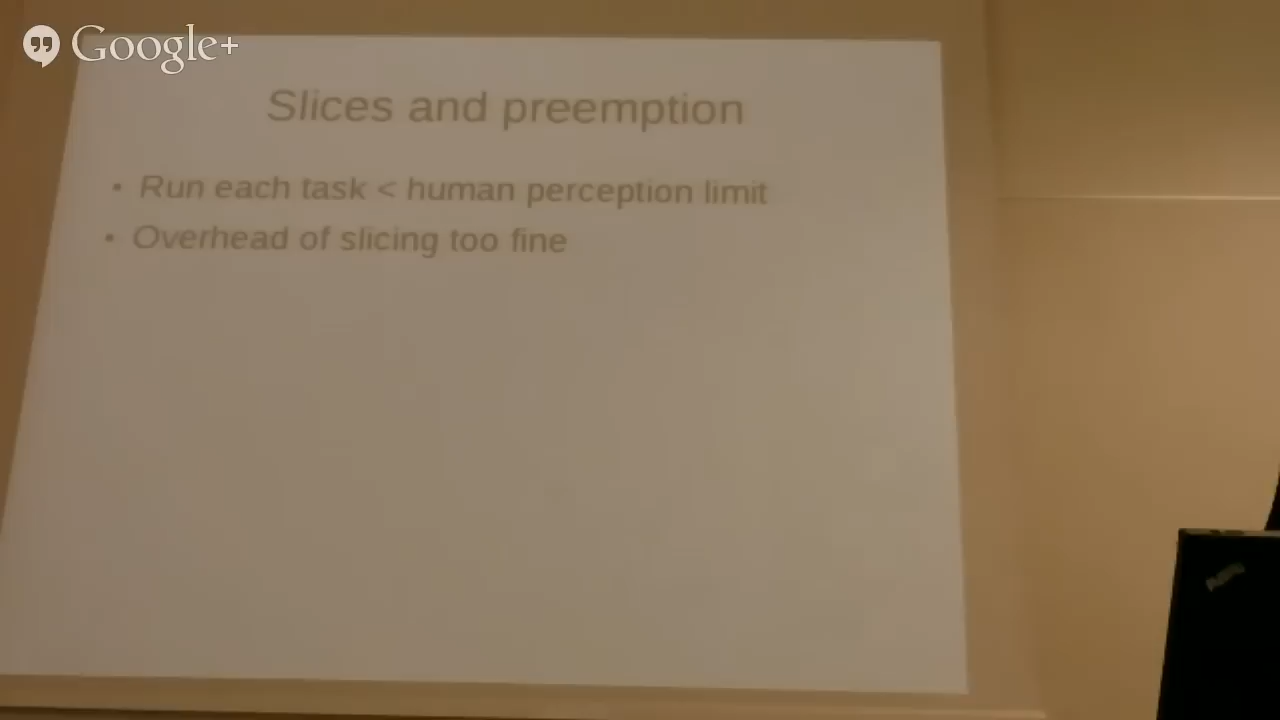 Google+
Slices and preemption
• Run each task < human perception limit
• Overhead of slicing too fine